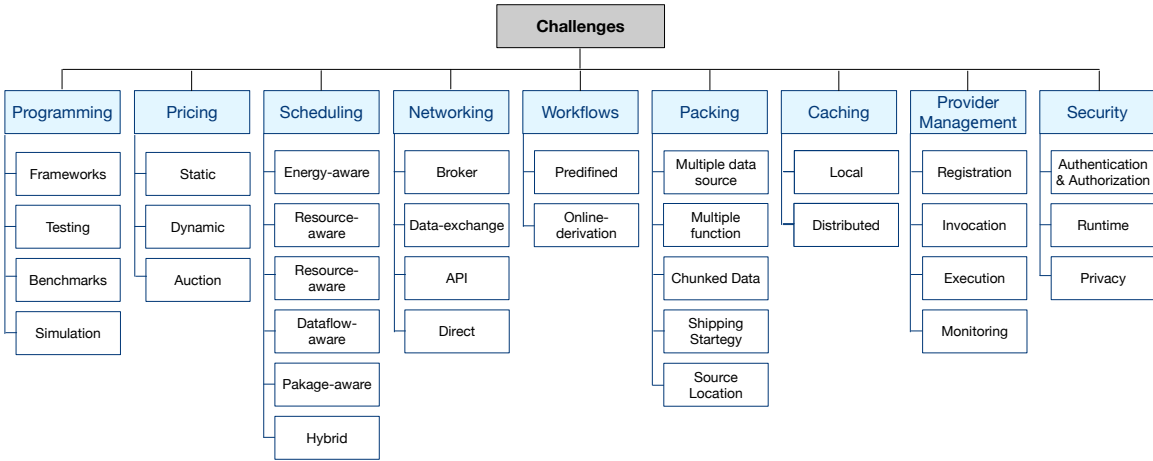 Challenges
Programming
Frameworks
Testing
Benchmarks
Simulation
Pricing
Static
Dynamic
Auction
Scheduling
Energy-aware
Resource-
aware
Resource-
aware
Dataflow-
aware
Pakage-aware
Hybrid
Networking
Broker
Data-exchange
API
Direct
Workflows
Predifined
Online-
derivation
Packing
Multiple data
source
Multiple
function
Chunked Data
Shipping
Startegy
Source
Location
Caching
Local
Distributed
Provider
Management
Registration
Invocation
Execution
Monitoring
Security
Authentication
& Authorization
Runtime
Privacy